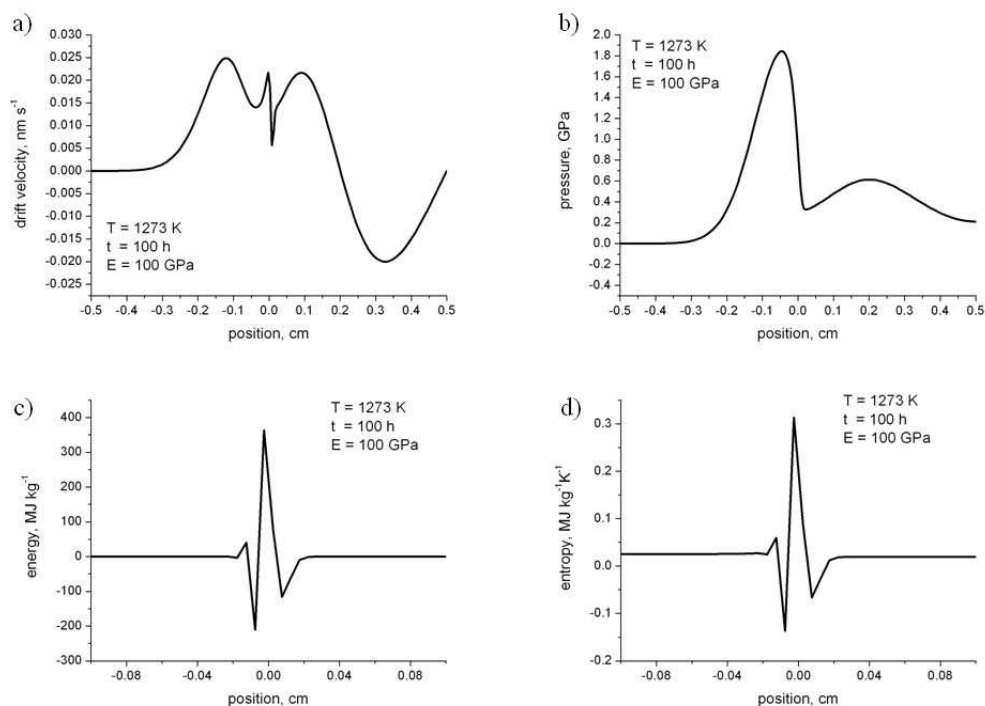 a)
0.030
0.025
0.020
0.015
0.010
0.005
0.000
-0.005
-0.010
-0.015
-0.020
-0.025
drift velocity, nm s⁻¹
T = 1273 K
t = 100 h
E = 100 GPa
-0.5 -0.4 -0.3 -0.2 -0.1 0.0 0.1 0.2 0.3 0.4 0.5
position, cm
b)
2.0
1.8
1.6
1.4
1.2
1.0
0.8
0.6
0.4
0.2
0.0
-0.2
-0.4
pressure, GPa
T = 1273 K
t = 100 h
E = 100 GPa
-0.5 -0.4 -0.3 -0.2 -0.1 0.0 0.1 0.2 0.3 0.4 0.5
position, cm
c)
400
300
200
100
0
-100
-200
-300
energy, MJ kg⁻¹
T = 1273 K
t = 100 h
E = 100 GPa
-0.08 -0.04 0.00 0.04 0.08
position, cm
d)
0.3
0.2
0.1
0.0
-0.1
-0.2
entropy, MJ kg⁻¹K⁻¹
T = 1273 K
t = 100 h
E = 100 GPa
-0.08 -0.04 0.00 0.04 0.08
position, cm